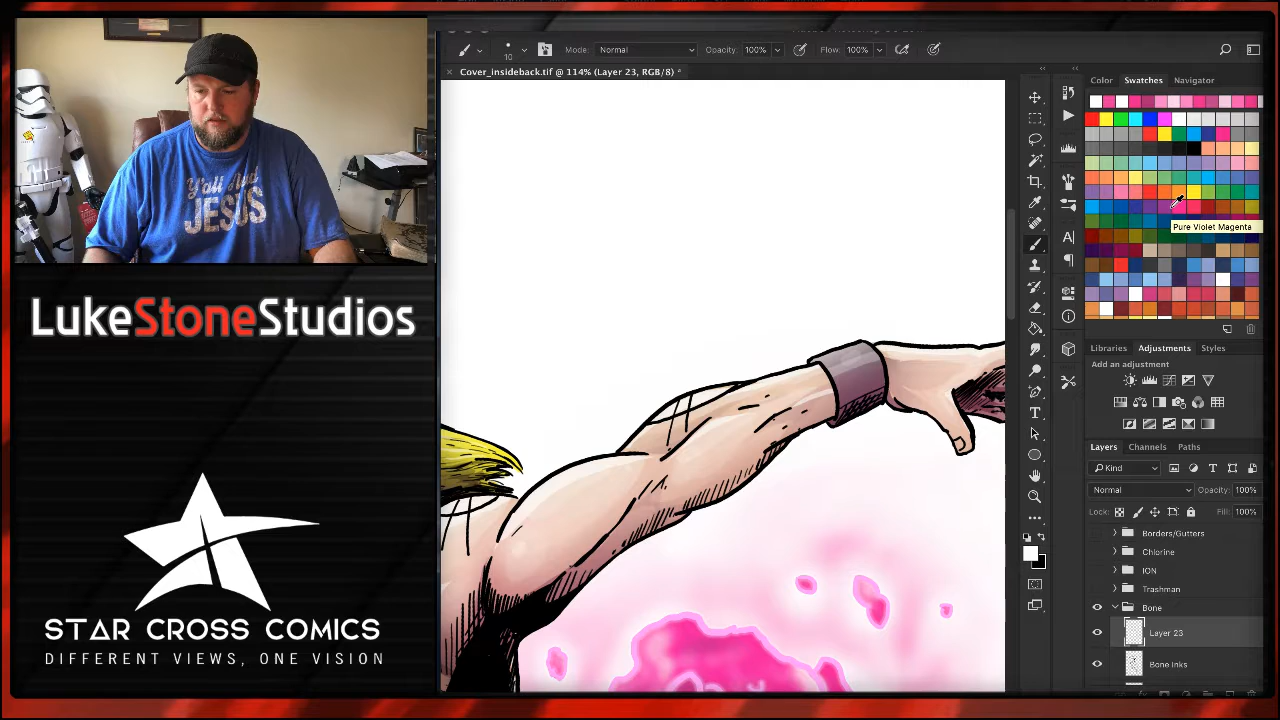 10
Mode: Normal
Opacity: 100%
Flow: 100%
Cover_insideback.tif @ 114% (Layer 23, RGB/8) *
Y'all Need
JESUS
LukeStoneStudios
STAR CROSS COMICS
DIFFERENT VIEWS, ONE VISION
Color
Swatches
Navigator
Pure Violet Magenta
Libraries
Adjustments
Styles
Add an adjustment
Layers
Channels
Paths
Kind
Normal
Opacity: 100%
Lock:
Fill: 100%
Borders/Gutters
Chlorine
ION
Trashman
Bone
Layer 23
Bone Inks